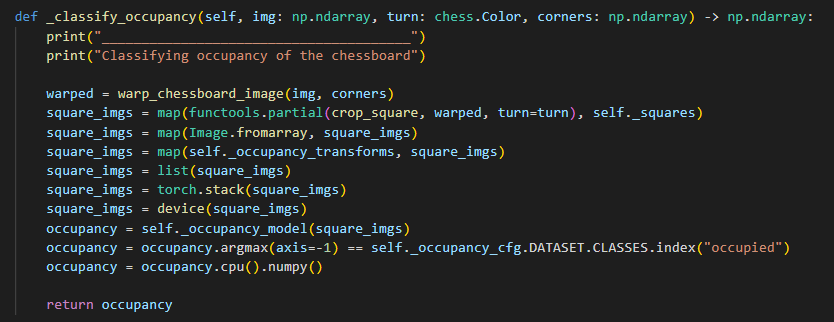 def _classify_occupancy(self, img: np.ndarray, turn: chess.Color, corners: np.ndarray) -> np.ndarray:
    print("_______________________________________")
    print("Classifying occupancy of the chessboard")

    warped = warp_chessboard_image(img, corners)
    square_imgs = map(functools.partial(crop_square, warped, turn=turn), self._squares)
    square_imgs = map(Image.fromarray, square_imgs)
    square_imgs = map(self._occupancy_transforms, square_imgs)
    square_imgs = list(square_imgs)
    square_imgs = torch.stack(square_imgs)
    square_imgs = device(square_imgs)
    occupancy = self._occupancy_model(square_imgs)
    occupancy = occupancy.argmax(axis=-1) == self._occupancy_cfg.DATASET.CLASSES.index("occupied")
    occupancy = occupancy.cpu().numpy()

    return occupancy